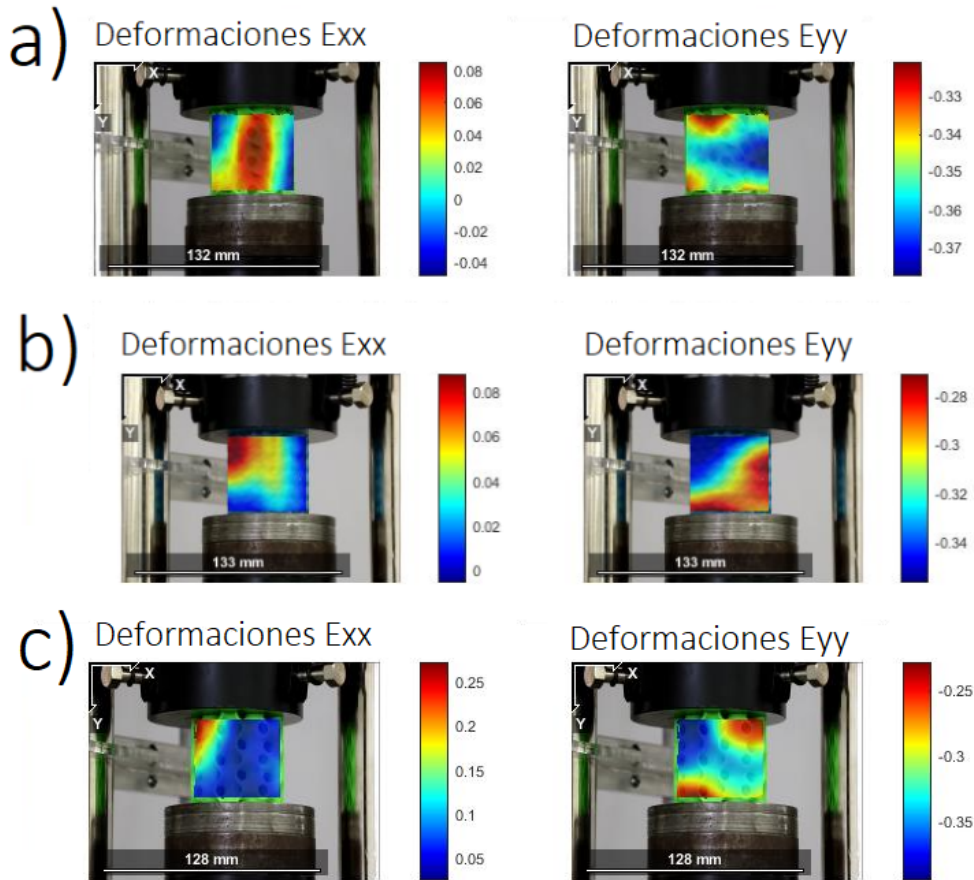 a)
Deformaciones Exx
X
Y
132 mm
0.08
0.06
0.04
0.02
0
-0.02
-0.04
Deformaciones Eyy
X
Y
132 mm
-0.33
-0.34
-0.35
-0.36
-0.37
b)
Deformaciones Exx
X
Y
133 mm
0.08
0.06
0.04
0.02
0
Deformaciones Eyy
X
Y
133 mm
-0.28
-0.3
-0.32
-0.34
c)
Deformaciones Exx
X
Y
128 mm
0.25
0.2
0.15
0.1
0.05
Deformaciones Eyy
X
Y
128 mm
-0.25
-0.3
-0.35